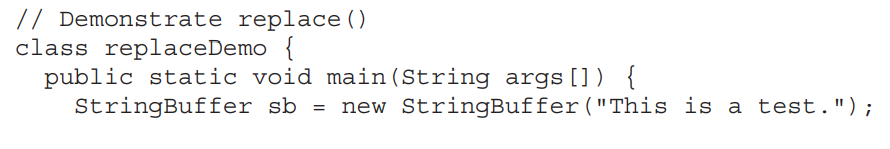 // Demonstrate replace()
class replaceDemo {
public static void main(String args[]) {
StringBuffer sb = new StringBuffer("This is a test.");